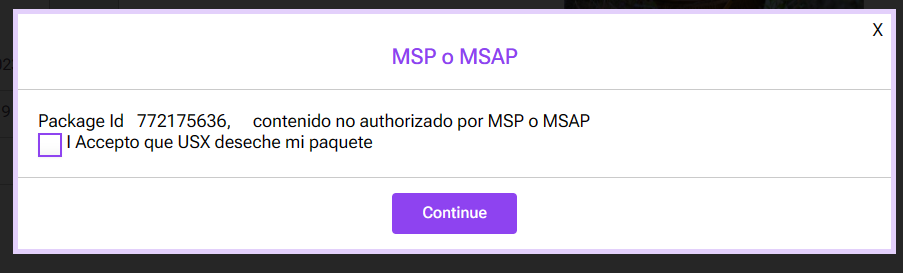 X
MSP o MSAP
Package Id 772175636, contenido no authorizado por MSP o MSAP
I Accepto que USX deseche mi paquete
Continue